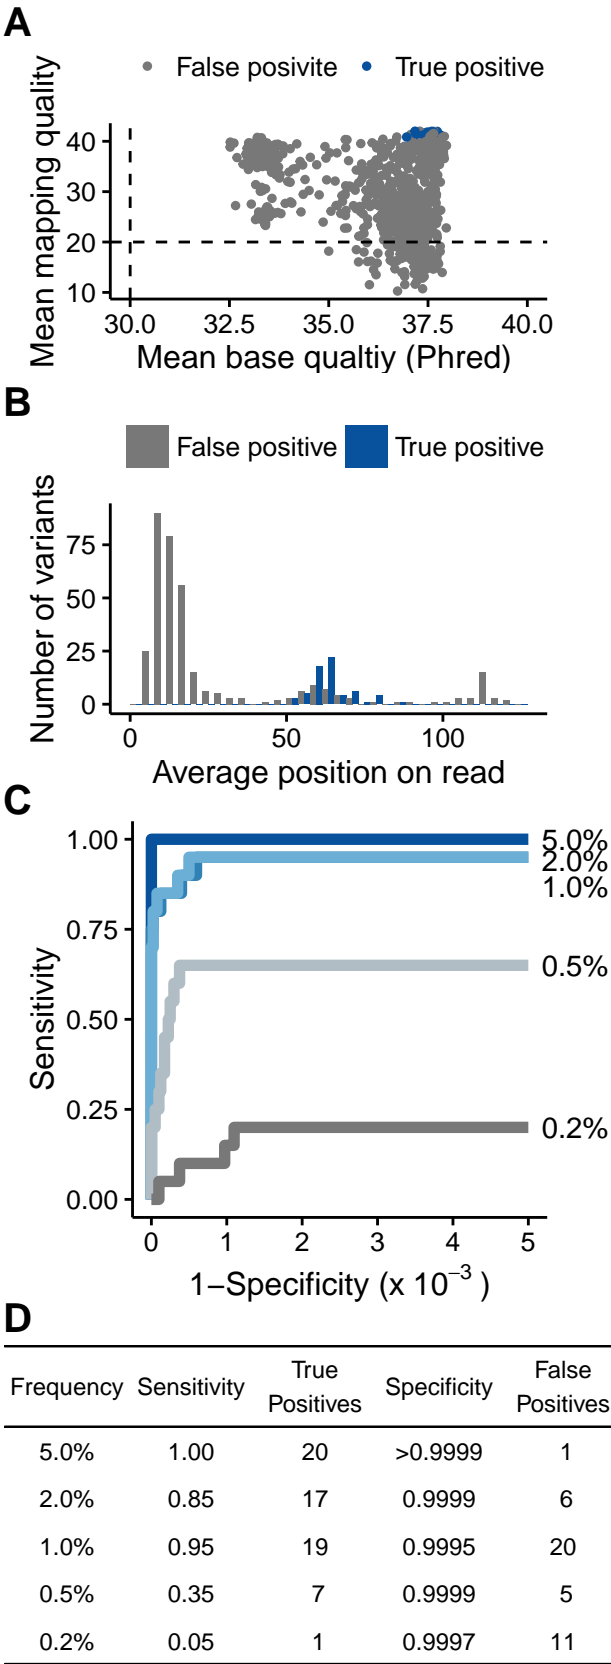 A
False posivite True positive
Mean mapping quality
40
30
20
10
30.0 32.5 35.0 37.5 40.0
Mean base qualtiy (Phred)
B
False positive True positive
Number of variants
75
50
25
0
0 50 100
Average position on read
C
Sensitivity
1.00
0.75
0.50
0.25
0.00
5.0%
2.0%
1.0%
0.5%
0.2%
0 1 2 3 4 5
1−Specificity (x 10⁻³ )
D
Frequency Sensitivity True Positives Specificity False Positives
5.0% 1.00 20 >0.9999 1
2.0% 0.85 17 0.9999 6
1.0% 0.95 19 0.9995 20
0.5% 0.35 7 0.9999 5
0.2% 0.05 1 0.9997 11